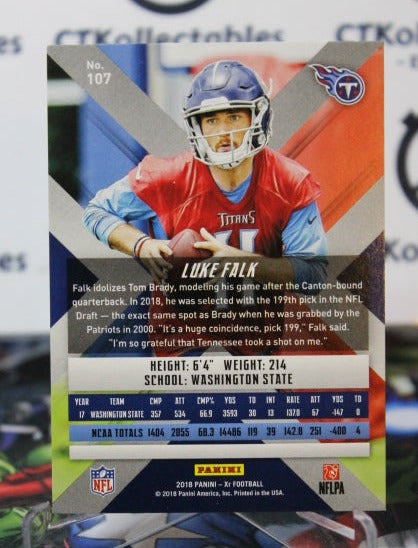 CTKcollectables
CTKcollectables
No.
107
TITANS
LUKE FALK
Falk idolizes Tom Brady, modeling his game after the Canton-bound
quarterback. In 2018, he was selected with the 199th pick in the NFL
Draft — the exact same spot as Brady when he was grabbed by the
Patriots in 2000. "It's a huge coincidence, pick 199," Falk said.
"I'm so grateful that Tennessee took a shot on me."
HEIGHT: 6'4" WEIGHT: 214
SCHOOL: WASHINGTON STATE
YEAR TEAM CMP ATT CMP% YDS TD INT RTG ATT YDS TD
17 WASHINGTON STATE 357 534 66.9 3593 30 13 137.0 67 -147 0
NCAA TOTALS 1404 2055 68.3 14486 119 39 142.8 251 -400 4
NFL
PANINI
NFLPA
2018 PANINI – Xr FOOTBALL
© 2018 Panini America, Inc. Printed in the USA.